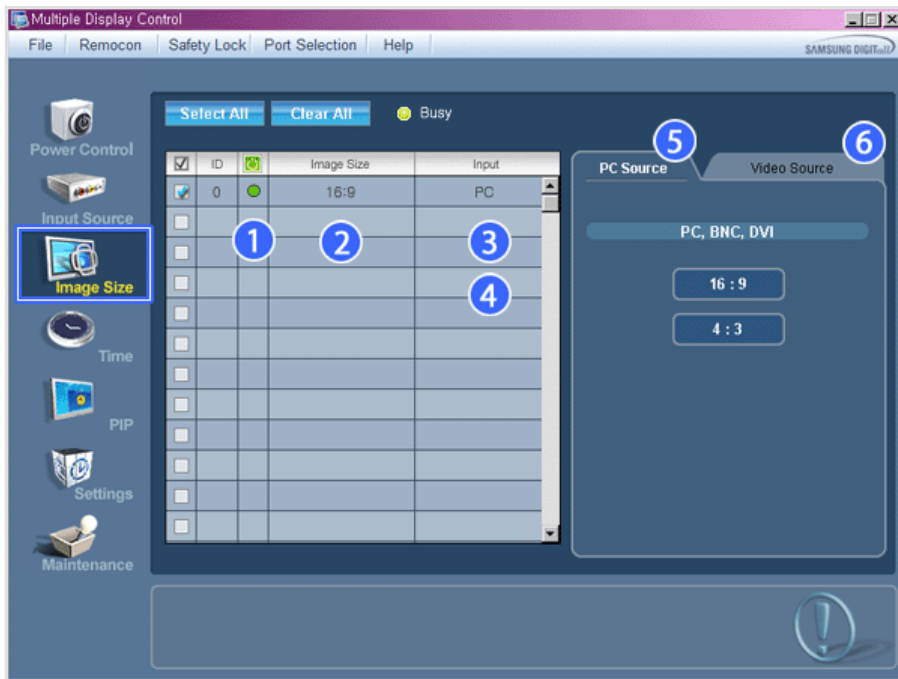 Multiple Display Control
File Remocon Safety Lock Port Selection Help
SAMSUNG DIGITall
Select All Clear All Busy
Power Control
Input Source
Image Size
Time
PIP
Settings
Maintenance
ID Image Size Input
0 16:9 PC
1 2 3
4
5 6
PC Source Video Source
PC, BNC, DVI
16 : 9
4 : 3